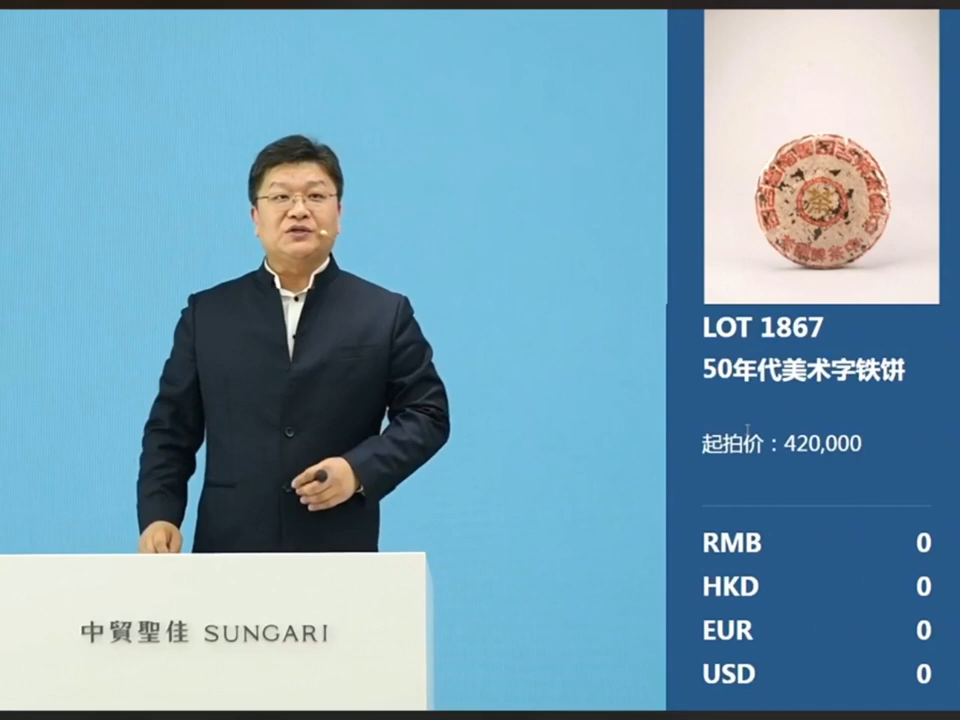 中貿聖佳 SUNGARI
茶
LOT 1867
50年代美术字铁饼
起拍价：420,000
RMB 0
HKD 0
EUR 0
USD 0